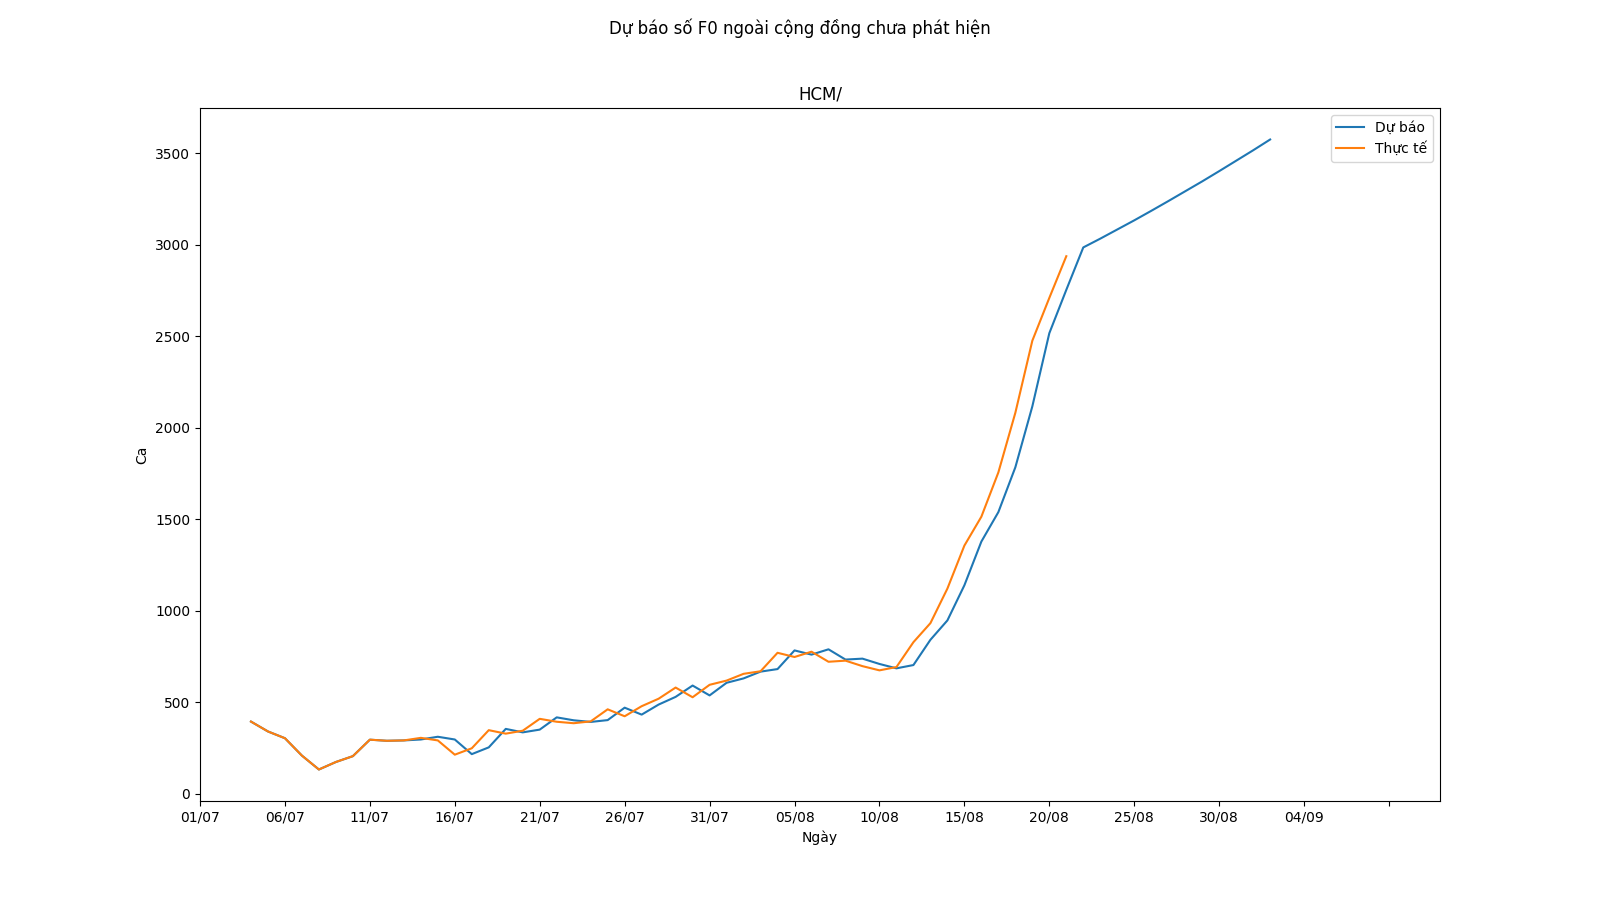 Dự báo số F0 ngoài cộng đồng chưa phát hiện
HCM/
Dự báo
Thực tế
3500
3000
2500
2000
1500
1000
500
0
Ca
01/07 06/07 11/07 16/07 21/07 26/07 31/07 05/08 10/08 15/08 20/08 25/08 30/08 04/09
Ngày